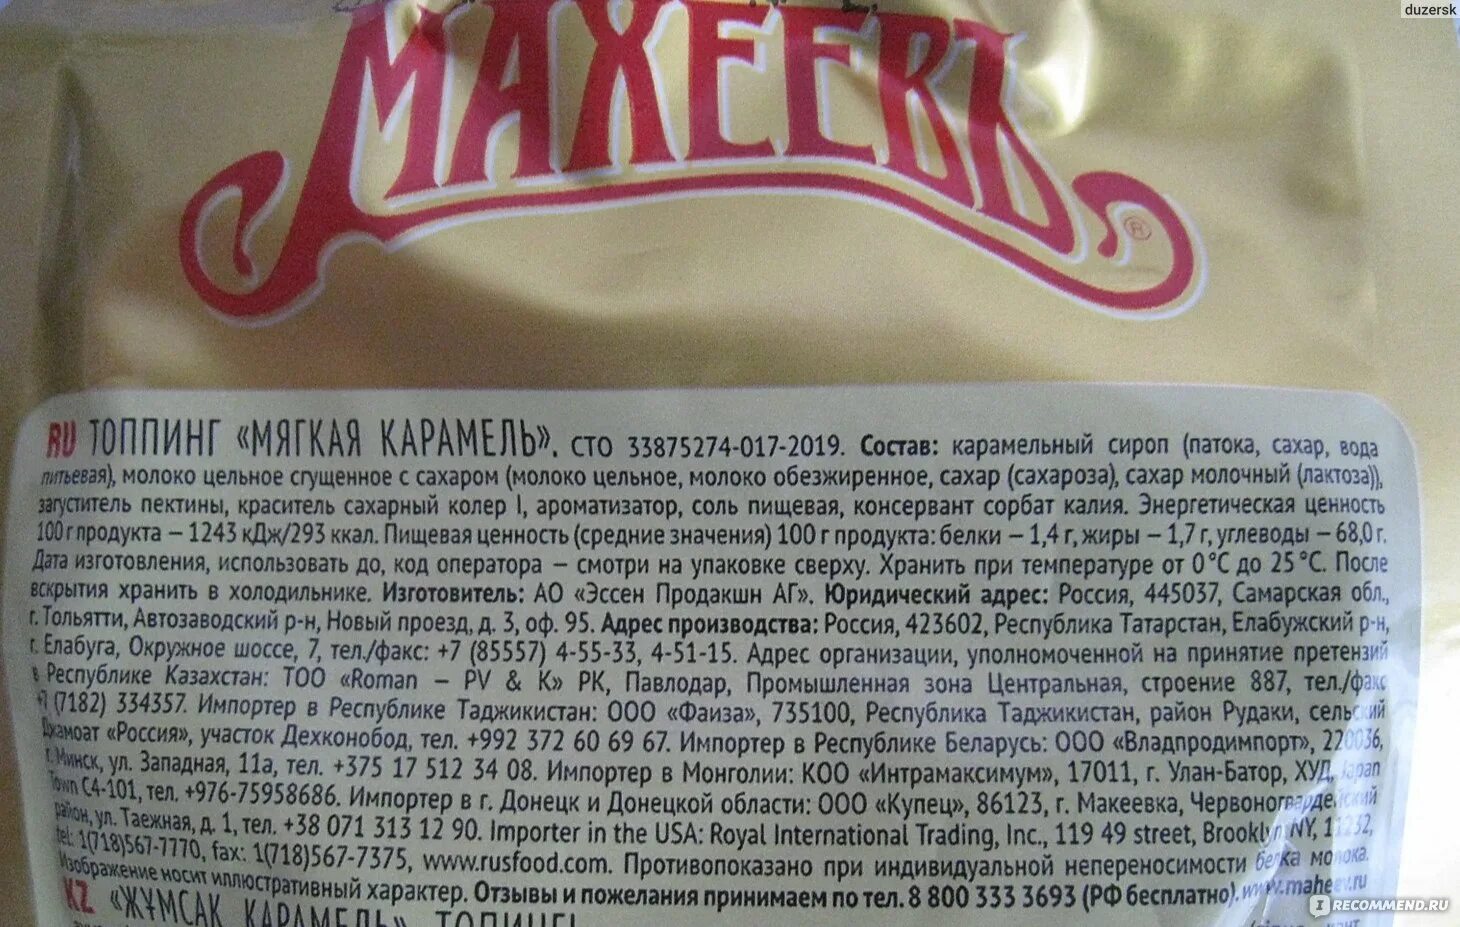 duzersk
МАХЕЕВЪ
®
RU ТОППИНГ «МЯГКАЯ КАРАМЕЛЬ». СТО 33875274-017-2019. Состав: карамельный сироп (патока, сахар, вода
питьевая), молоко цельное сгущенное с сахаром (молоко цельное, молоко обезжиренное, сахар (сахароза), сахар молочный (лактоза)),
загуститель пектины, краситель сахарный колер I, ароматизатор, соль пищевая, консервант сорбат калия. Энергетическая ценность
100 г продукта – 1243 кДж/293 ккал. Пищевая ценность (средние значения) 100 г продукта: белки – 1,4 г, жиры – 1,7 г, углеводы – 68,0 г.
Дата изготовления, использовать до, код оператора – смотри на упаковке сверху. Хранить при температуре от 0 °С до 25 °С. После
вскрытия хранить в холодильнике. Изготовитель: АО «Эссен Продакшн АГ». Юридический адрес: Россия, 445037, Самарская обл.,
г. Тольятти, Автозаводский р-н, Новый проезд, д. 3, оф. 95. Адрес производства: Россия, 423602, Республика Татарстан, Елабужский р-н,
г. Елабуга, Окружное шоссе, 7, тел./факс: +7 (85557) 4-55-33, 4-51-15. Адрес организации, уполномоченной на принятие претензий
в Республике Казахстан: ТОО «Roman – PV & K» РК, Павлодар, Промышленная зона Центральная, строение 887, тел./факс
+7 (7182) 334357. Импортер в Республике Таджикистан: ООО «Фаиза», 735100, Республика Таджикистан, район Рудаки, сельский
Джамоат «Россия», участок Дехконобод, тел. +992 372 60 69 67. Импортер в Республике Беларусь: ООО «Владпродимпорт», 220036,
г. Минск, ул. Западная, 11а, тел. +375 17 512 34 08. Импортер в Монголии: КОО «Интрамаксимум», 17011, г. Улан-Батор, ХУД, Japan
Town C4-101, тел. +976-75958686. Импортер в г. Донецк и Донецкой области: ООО «Купец», 86123, г. Макеевка, Червоногвардейский
район, ул. Таежная, д. 1, тел. +38 071 313 12 90. Importer in the USA: Royal International Trading, Inc., 119 49 street, Brooklyn NY, 11232,
tel: 1(718)567-7770, fax: 1(718)567-7375, www.rusfood.com. Противопоказано при индивидуальной непереносимости белка молока.
Изображение носит иллюстративный характер. Отзывы и пожелания принимаем по тел. 8 800 333 3693 (РФ бесплатно). www.maheev.ru
KZ «ЖҰМСАҚ КАРАМЕЛЬ» ТОПИНГІ
IRECOMMEND.RU